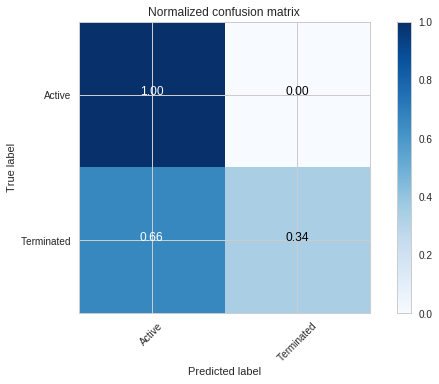 Normalized confusion matrix
1.0
Active
1.00
0.00
0.8
True label
0.6
0.4
Terminated
0.66
0.34
0.2
0.0
Active
Terminated
Predicted label